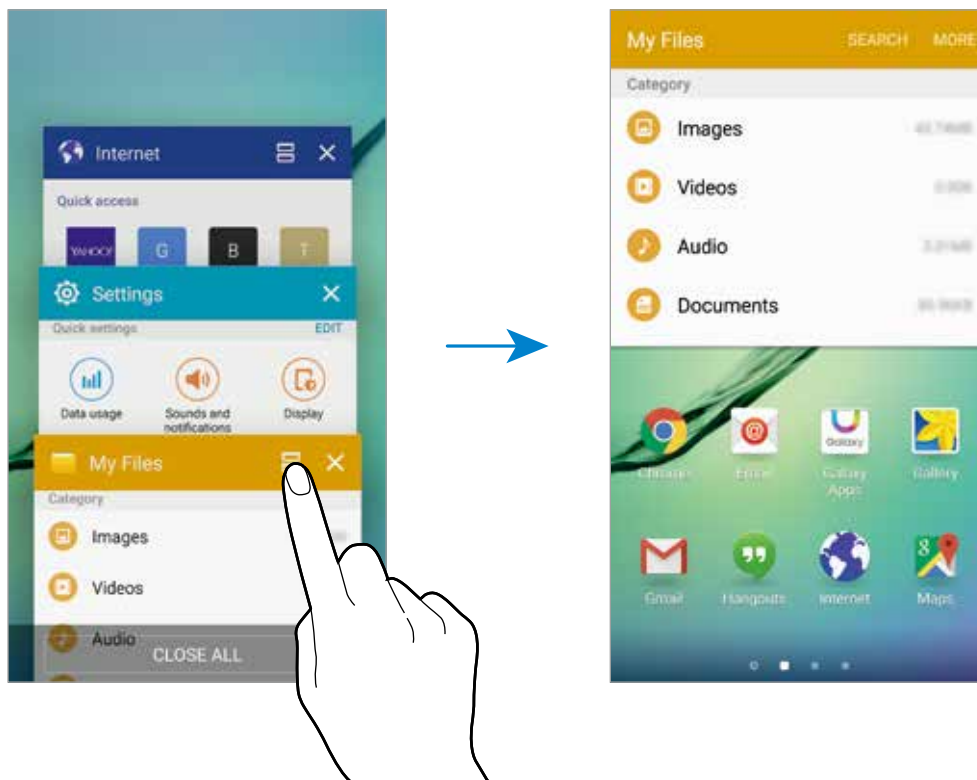 Internet
Quick access
YAHOO!
G
B
T
Settings
Quick settings
EDIT
Data usage
Sounds and
notifications
Display
My Files
Category
Images
Videos
Audio
CLOSE ALL
My Files
SEARCH
MORE
Category
Images
Videos
Audio
Documents
Chrome
Email
Galaxy
Galaxy
Apps
Gallery
Gmail
Hangouts
Internet
8
Maps